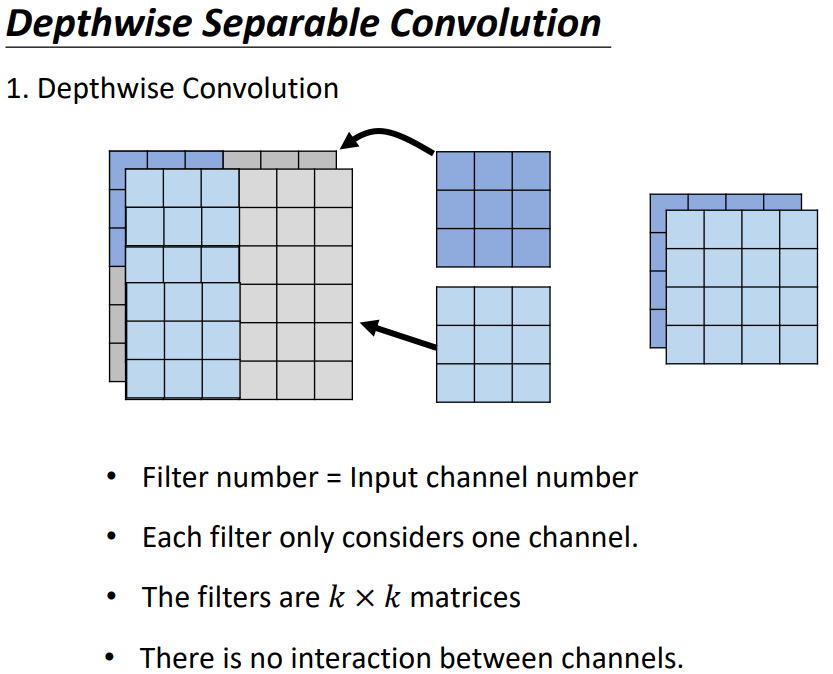 Depthwise Separable Convolution
1. Depthwise Convolution
• Filter number = Input channel number
• Each filter only considers one channel.
• The filters are 𝑘 × 𝑘 matrices
• There is no interaction between channels.